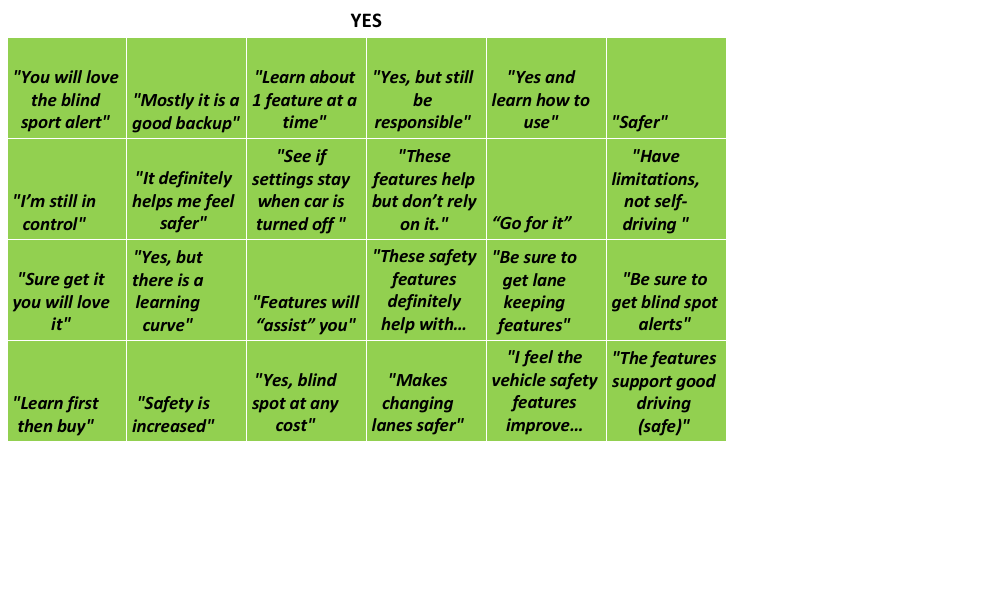 YES
"You will love
the blind
sport alert"
"Mostly it is a
good backup"
"Learn about
1 feature at a
time"
"Yes, but still
be
responsible"
"Yes and
learn how to
use"
"Safer"
"I'm still in
control"
"It definitely
helps me feel
safer"
"See if
settings stay
when car is
turned off "
"These
features help
but don't rely
on it."
“Go for it”
"Have
limitations,
not self-
driving "
"Sure get it
you will love
it"
"Yes, but
there is a
learning
curve"
"Features will
“assist” you"
"These safety
features
definitely
help with…
"Be sure to
get lane
keeping
features"
"Be sure to
get blind spot
alerts"
"Learn first
then buy"
"Safety is
increased"
"Yes, blind
spot at any
cost"
"Makes
changing
lanes safer"
"I feel the
vehicle safety
features
improve…
"The features
support good
driving
(safe)"